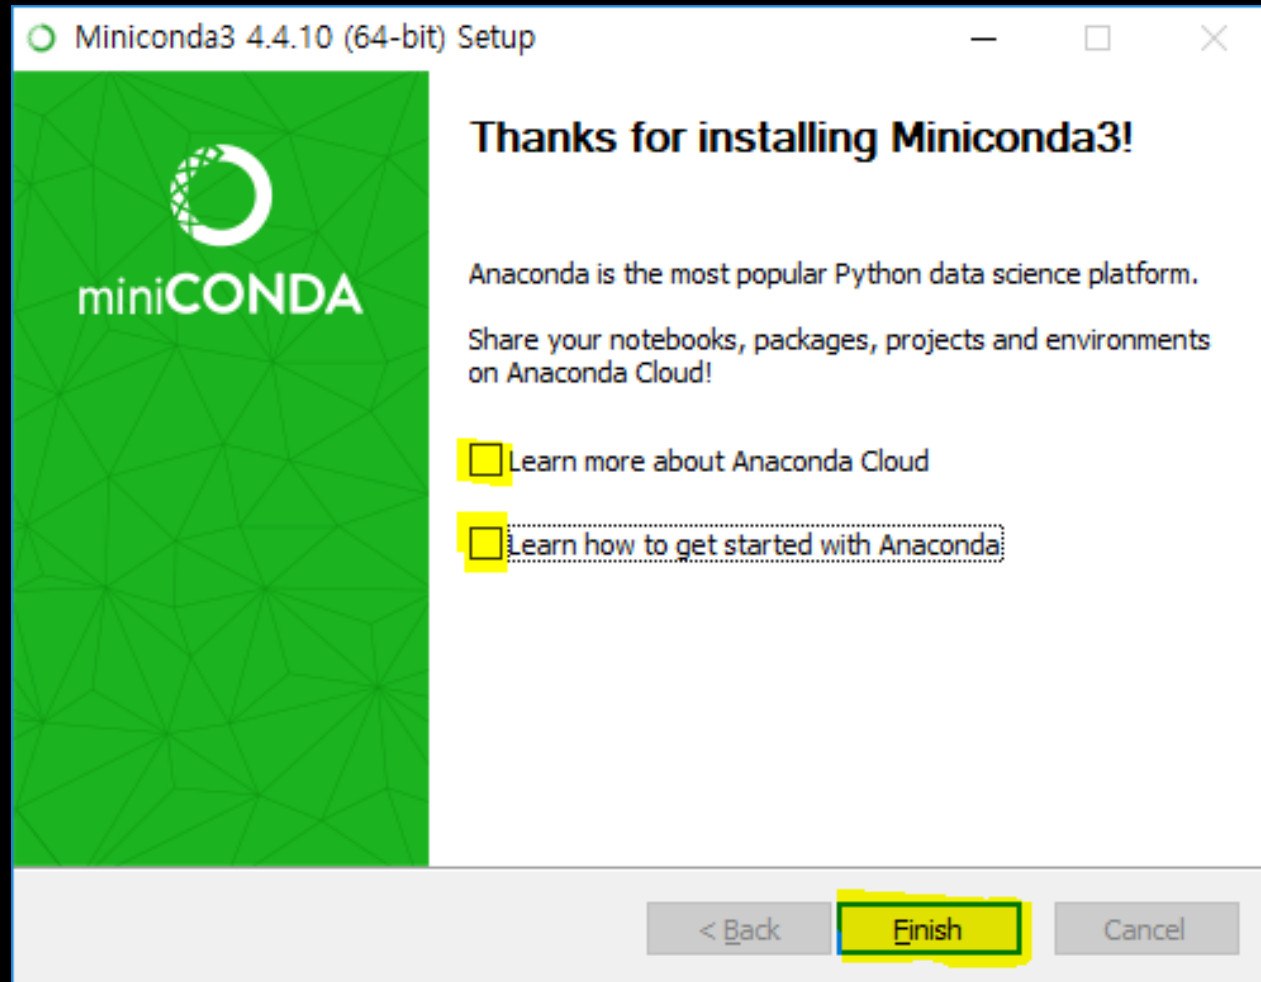 Miniconda3 4.4.10 (64-bit) Setup
miniCONDA
Thanks for installing Miniconda3!
Anaconda is the most popular Python data science platform.
Share your notebooks, packages, projects and environments
on Anaconda Cloud!
Learn more about Anaconda Cloud
Learn how to get started with Anaconda
< Back Finish Cancel